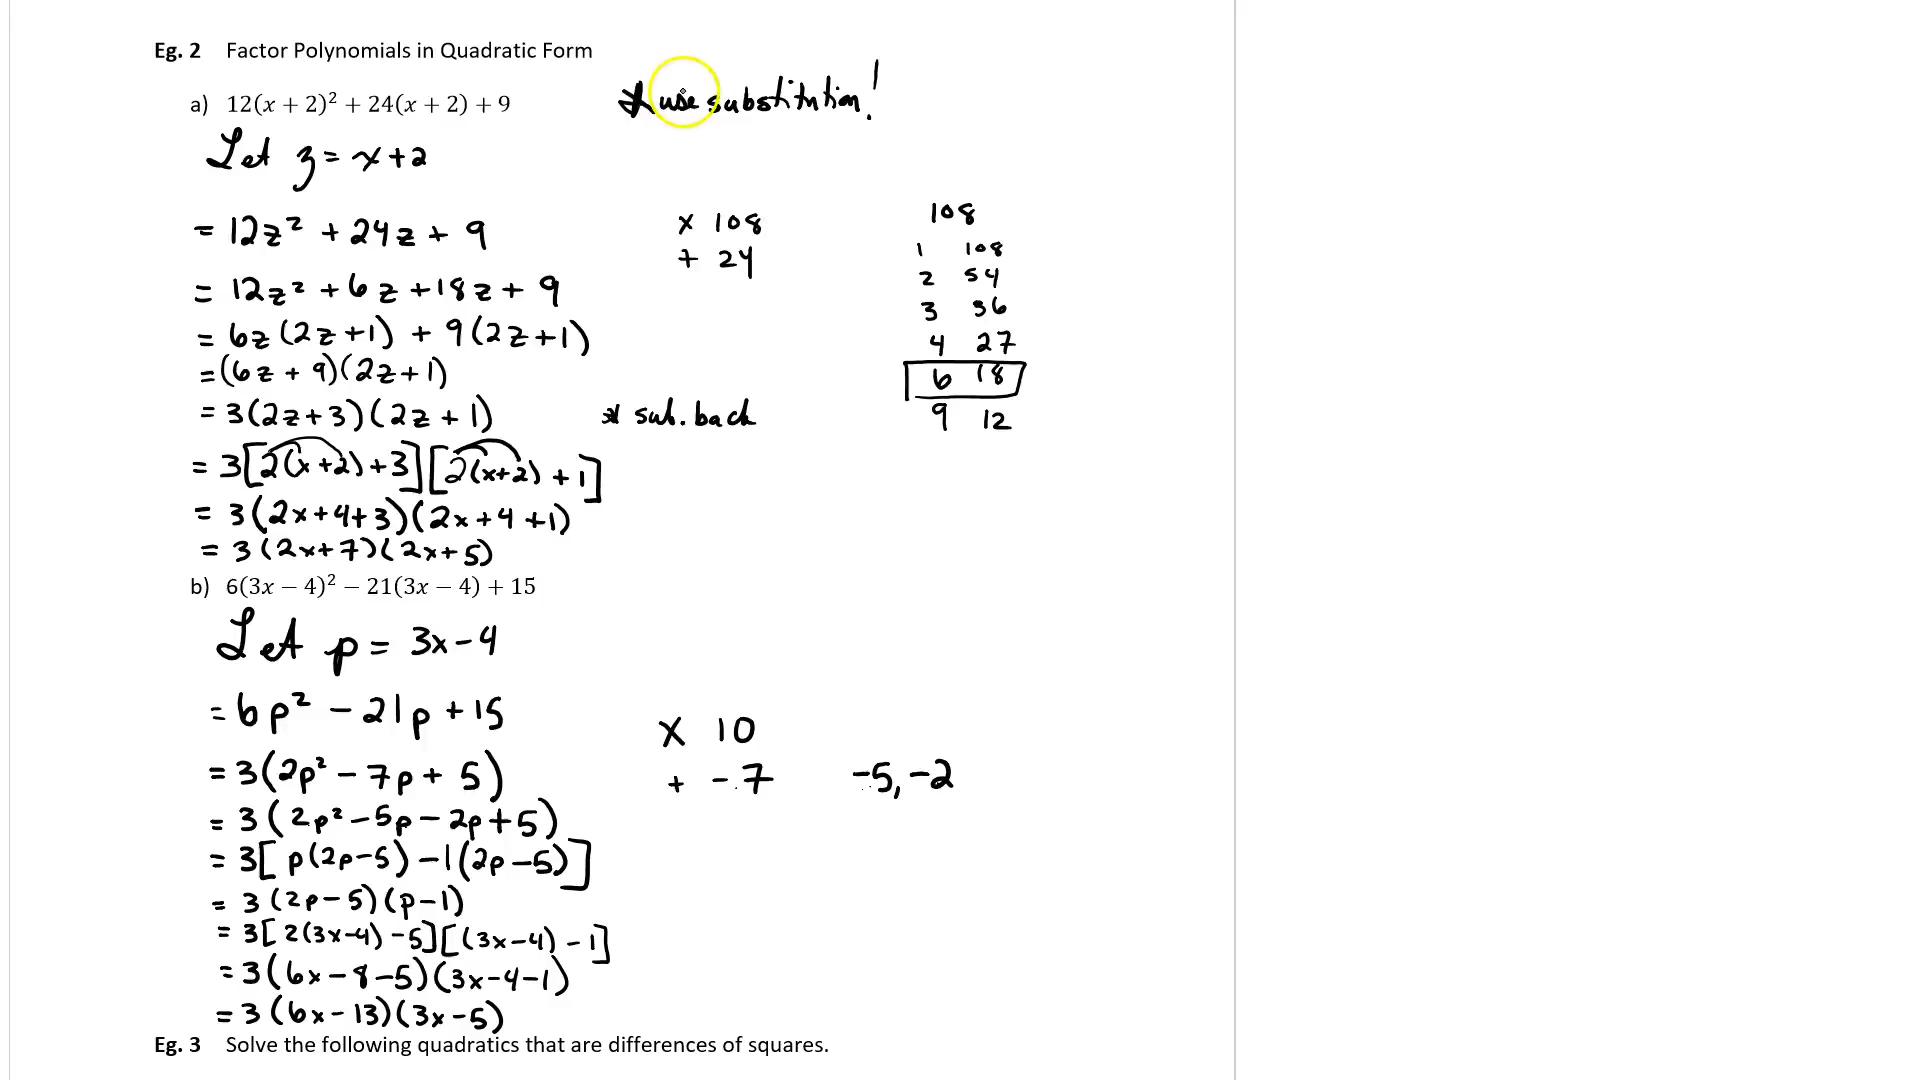 Eg. 2 Factor Polynomials in Quadratic Form
a) 12(x + 2)² + 24(x + 2) + 9
* use substitution!
Let z = x + 2
= 12z² + 24z + 9
= 12z² + 6z + 18z + 9
= 6z(2z+1) + 9(2z+1)
= (6z + 9)(2z+1)
= 3(2z+3)(2z + 1)
* sub. back
= 3[2(x+2)+3][2(x+2)+1]
= 3(2x+4+3)(2x+4+1)
= 3(2x+7)(2x+5)
x 108
+ 24
108
1 108
2 54
3 36
4 27
6 18
9 12
b) 6(3x − 4)² − 21(3x − 4) + 15
Let p = 3x-4
= 6p² - 21p + 15
= 3(2p² - 7p + 5)
= 3(2p² - 5p - 2p + 5)
= 3[p(2p-5) -1(2p-5)]
= 3(2p-5)(p-1)
= 3[2(3x-4)-5][(3x-4)-1]
= 3(6x-8-5)(3x-4-1)
= 3(6x-13)(3x-5)
x 10
+ -7
-5, -2
Eg. 3 Solve the following quadratics that are differences of squares.